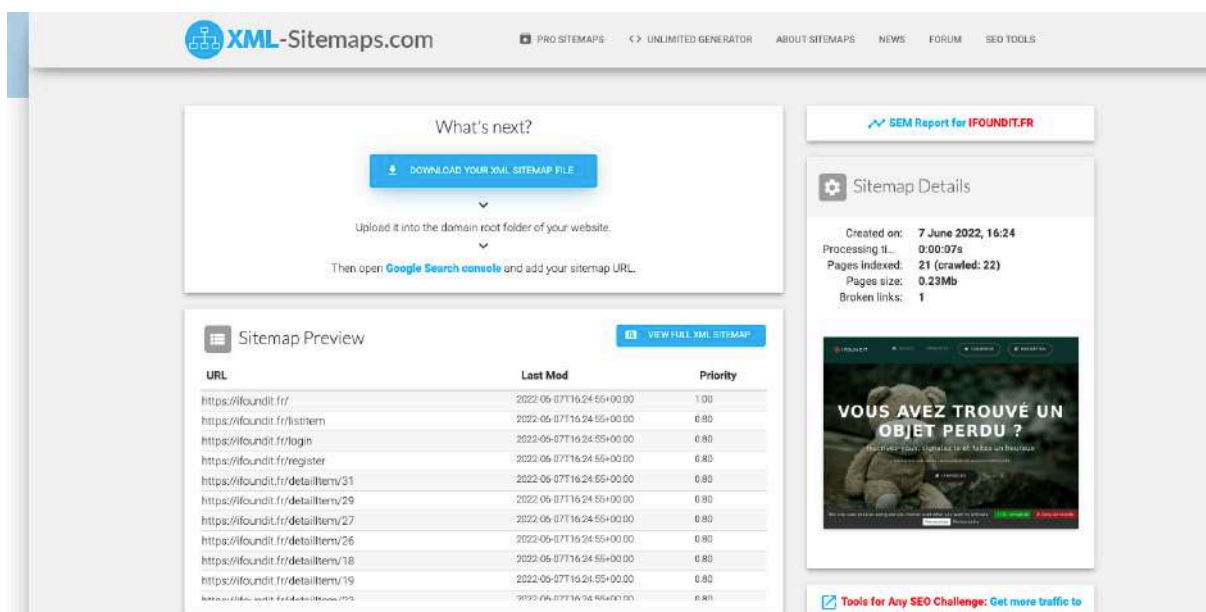 XML-Sitemaps.com
PRO SITEMAPS
<> UNLIMITED GENERATOR
ABOUT SITEMAPS
NEWS
FORUM
SEO TOOLS
What's next?
DOWNLOAD YOUR XML SITEMAP FILE
Upload it into the domain root folder of your website.
Then open Google Search console and add your sitemap URL.
Sitemap Preview
VIEW FULL XML SITEMAP
URL Last Mod Priority
https://ifoundit.fr/ 2022-06-07T16:24:55+00:00 1.00
https://ifoundit.fr/listitem 2022-06-07T16:24:55+00:00 0.80
https://ifoundit.fr/login 2022-06-07T16:24:55+00:00 0.80
https://ifoundit.fr/register 2022-06-07T16:24:55+00:00 0.80
https://ifoundit.fr/detailItem/31 2022-06-07T16:24:55+00:00 0.80
https://ifoundit.fr/detailItem/29 2022-06-07T16:24:55+00:00 0.80
https://ifoundit.fr/detailItem/27 2022-06-07T16:24:55+00:00 0.80
https://ifoundit.fr/detailItem/26 2022-06-07T16:24:55+00:00 0.80
https://ifoundit.fr/detailItem/18 2022-06-07T16:24:55+00:00 0.80
https://ifoundit.fr/detailItem/19 2022-06-07T16:24:55+00:00 0.80
SEM Report for IFOUNDIT.FR
Sitemap Details
Created on: 7 June 2022, 16:24
Processing ti... 0:00:07s
Pages indexed: 21 (crawled: 22)
Pages size: 0.23Mb
Broken links: 1
IFOUNDIT
VOUS AVEZ TROUVÉ UN
OBJET PERDU ?
Inscrivez-vous, signalez le et faites un heureux
Tools for Any SEO Challenge: Get more traffic to